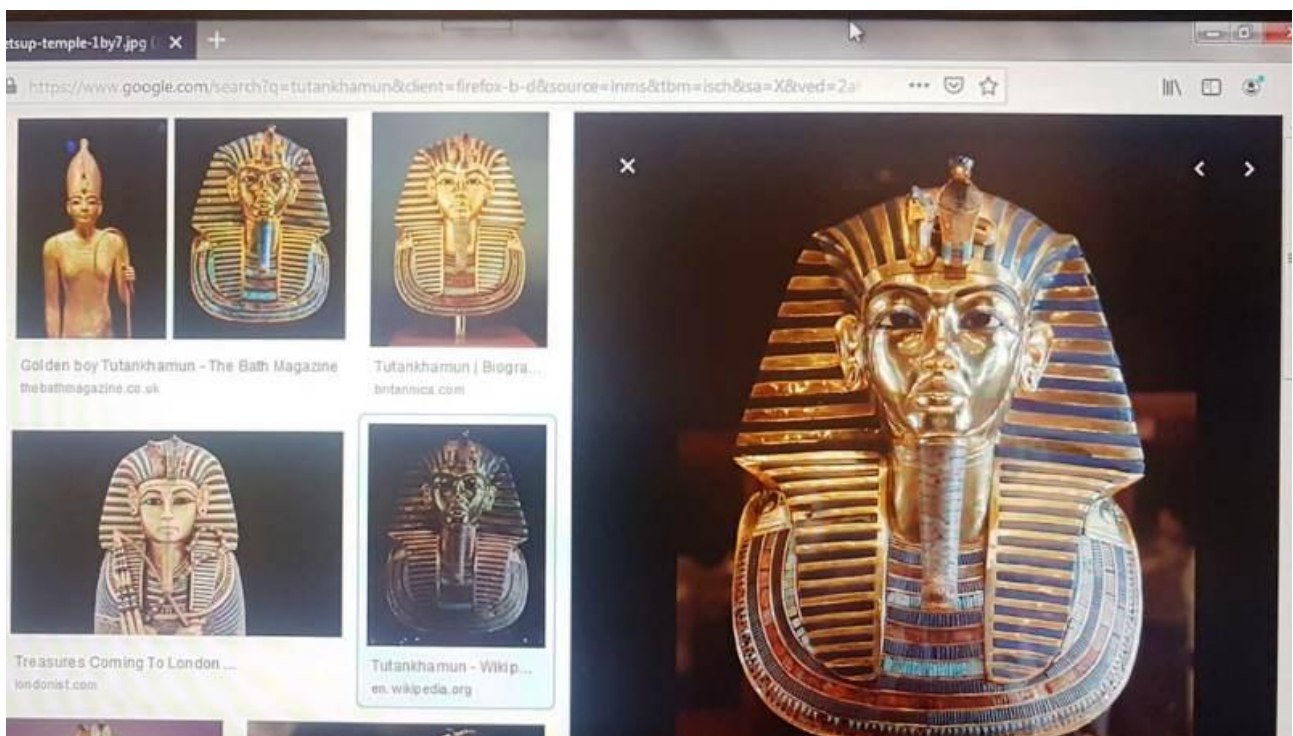 etsup-temple-1by7.jpg (
https://www.google.com/search?q=tutankhamun&client=firefox-b-d&source=lnms&tbm=isch&sa=X&ved=2a
Golden boy Tutankhamun - The Bath Magazine
thebathmagazine.co.uk
Tutankhamun | Biogra...
britannica.com
Treasures Coming To London ...
londonist.com
Tutankhamun - Wikip...
en.wikipedia.org